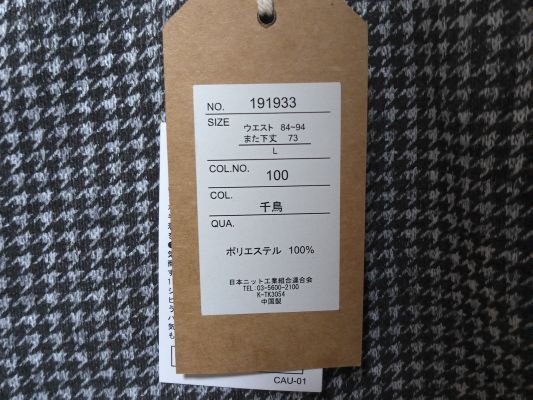 NO. 191933
SIZE ウエスト 84~94
また下丈 73
L
COL.NO. 100
COL. 千鳥
QUA.
ポリエステル 100%
日本ニット工業組合連合会
TEL:03-5600-2100
K-TK3054
中国製
CAU-01